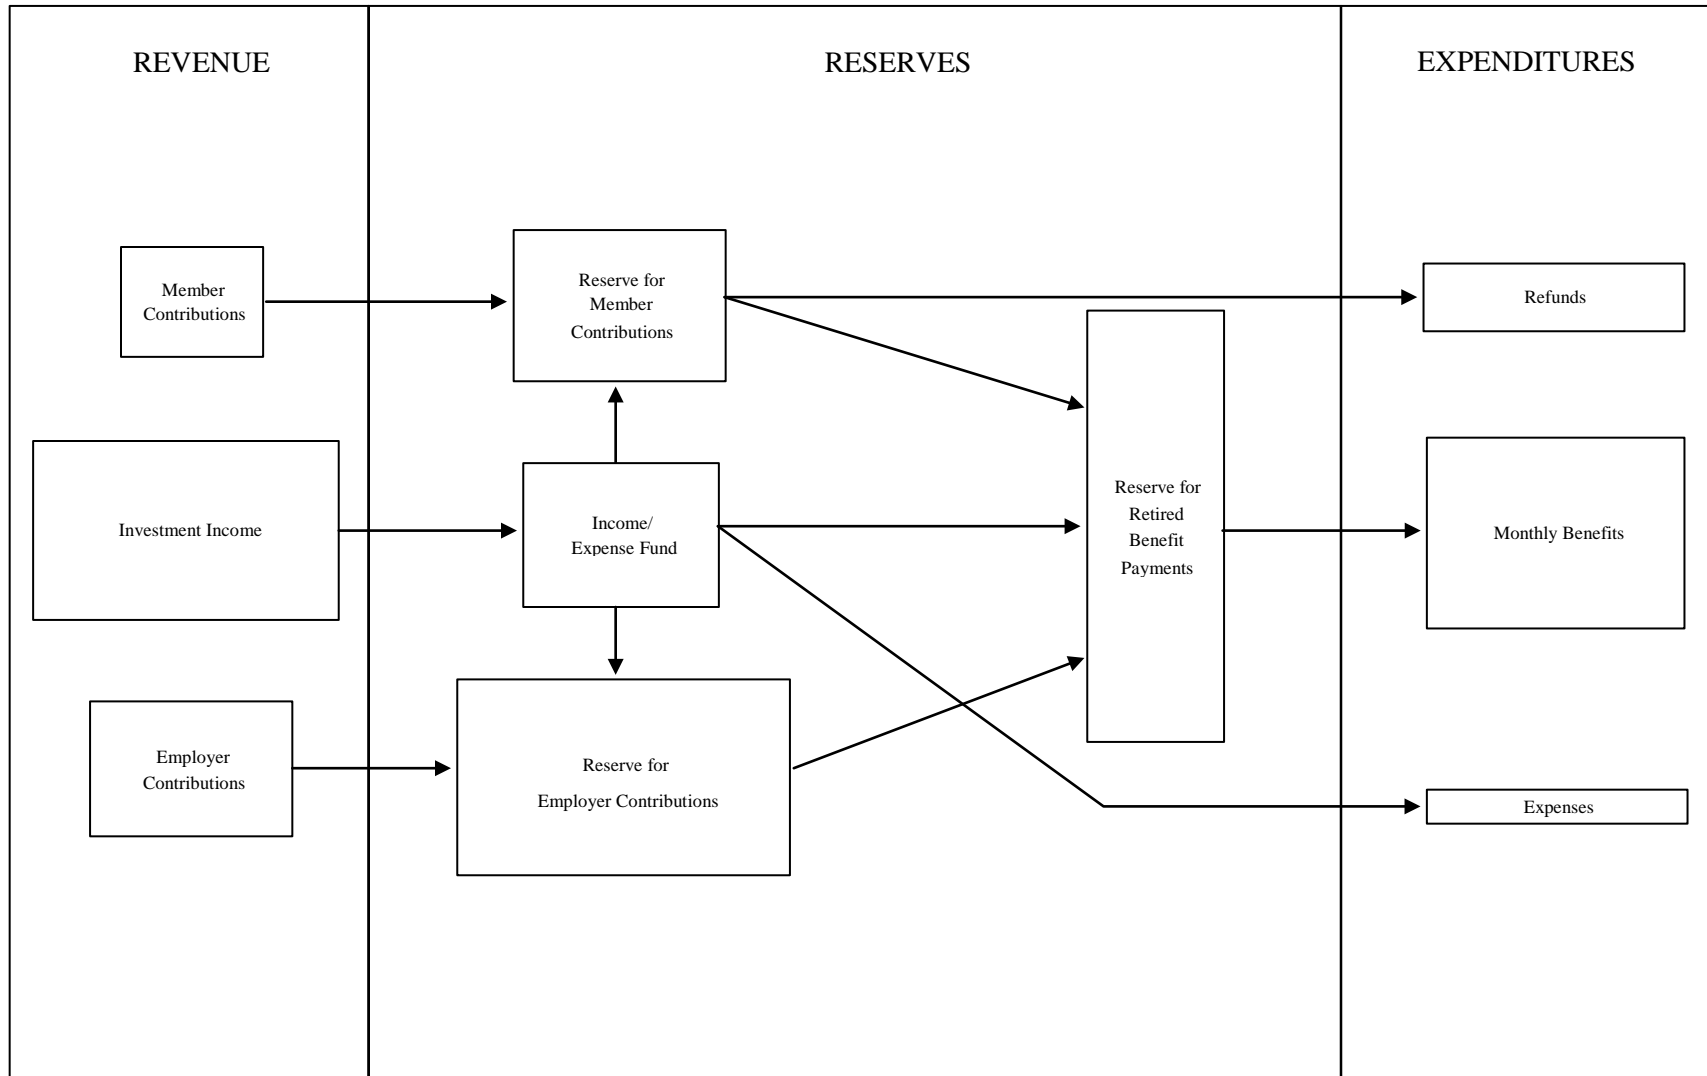 REVENUE
RESERVES
EXPENDITURES
Member
Contributions
Reserve for
Member
Contributions
Refunds
Investment Income
Income/
Expense Fund
Reserve for
Retired
Benefit
Payments
Monthly Benefits
Employer
Contributions
Reserve for
Employer Contributions
Expenses